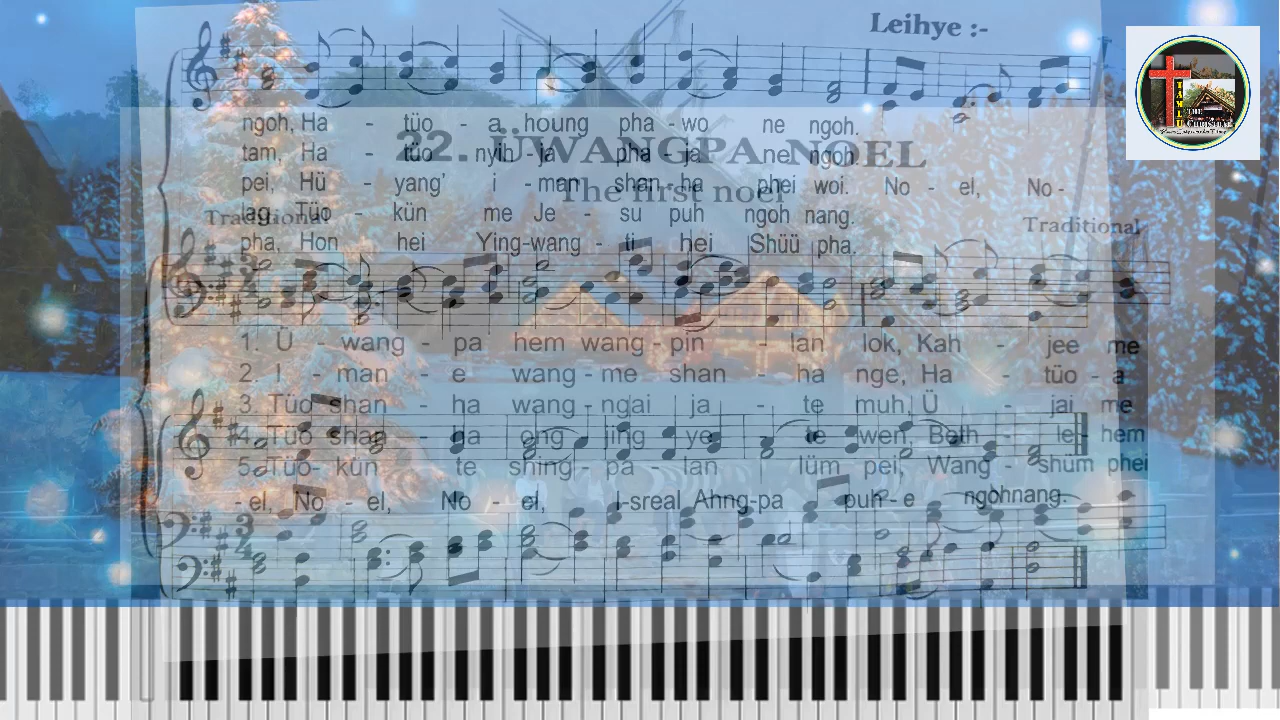 Leihye :-
ngoh, Ha - tüo - a houng pha - wo ne ngoh.
tam, Ha - tüo - nyih - ja pha - ja ne ngoh
pei, Hü - yang' i - man shan - ha phei woi. No - el, No -
lag, Tüo - kün me Je - su puh ngoh nang.
pha, Hon hei Ying-wang - ti hei Shüü pha.
- el, No - el, No - el, I-sreal Ahng-pa puh - e ngohnang.
22. ÜWANGPA NOEL
The first noel
Traditional Traditional
1. Ü - wang - pa hem wang - pin - lan lok, Kah - jee me
2. I - man - e wang - me shan - ha nge, Ha - tüo - a
3. Tüo shan - ha wang - ngai ja - te muh, Ü - jai me
4. Tüo shan - ha eng jing ye - te wen, Beth - le - hem
5. Tüo - kün te shing - pa - lan lüm pei, Wang - shum phei
TAMLU